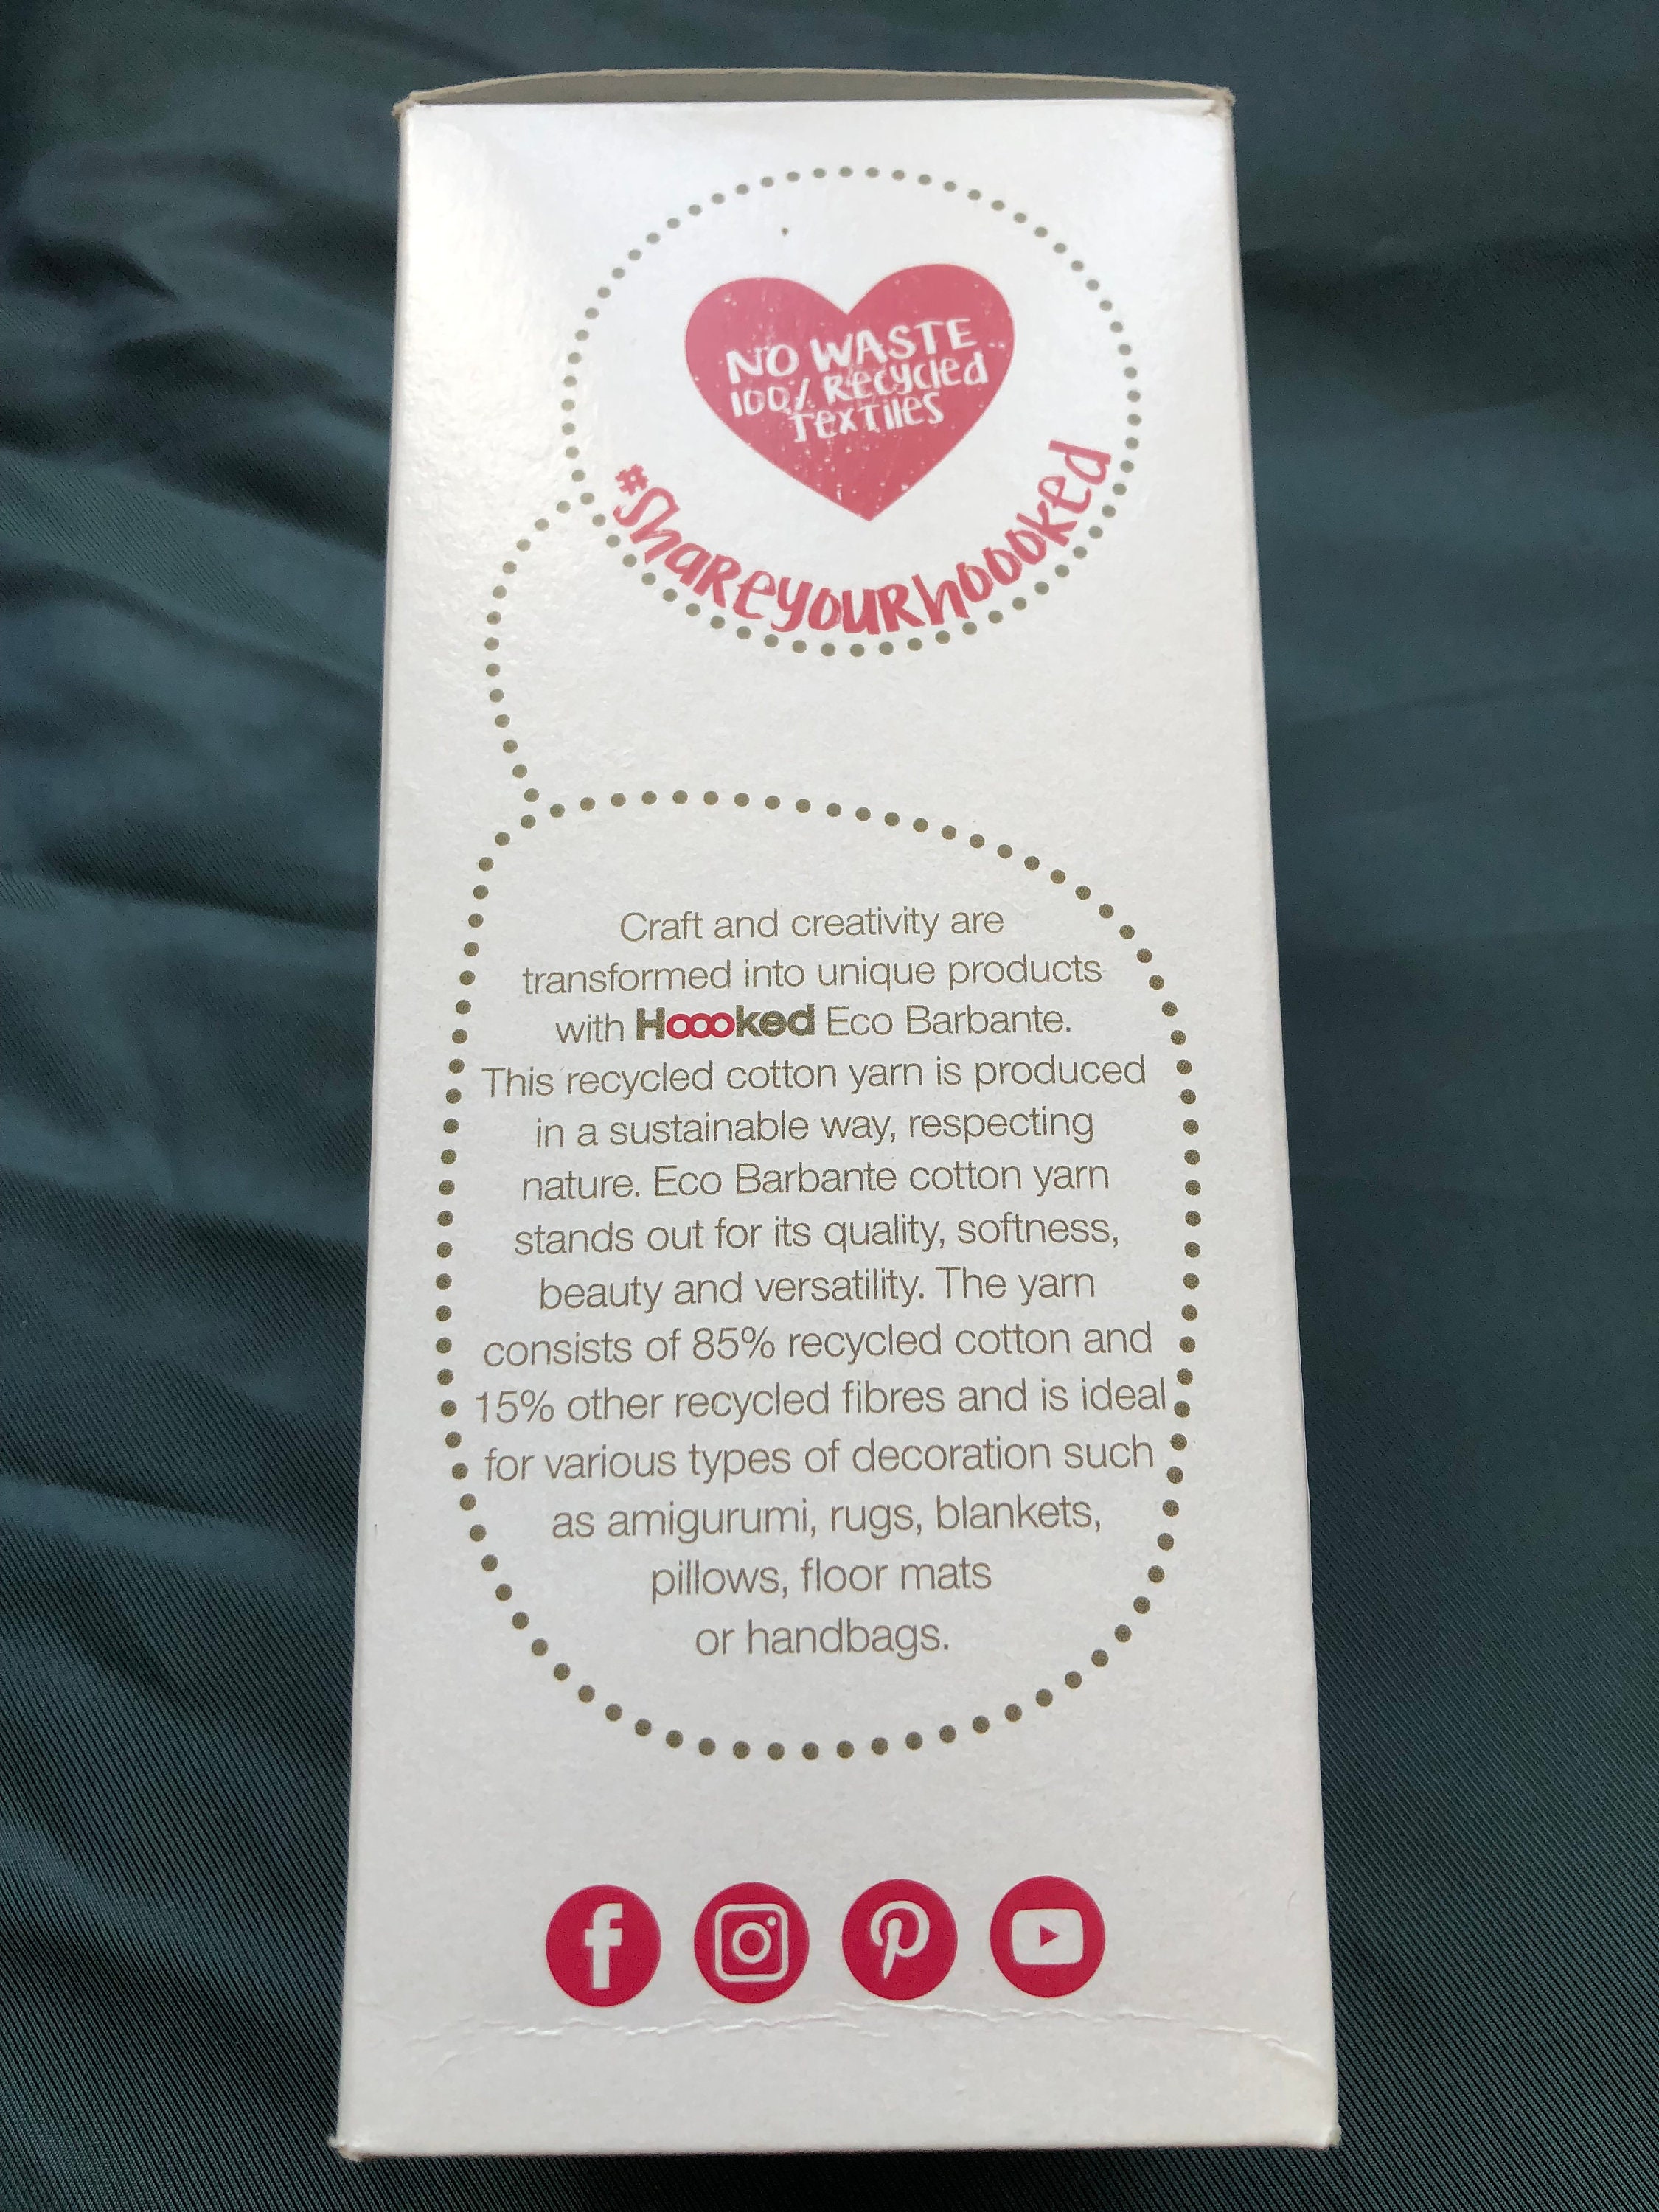 NO WASTE
100% Recycled
Textiles
#shareyourhoooked
Craft and creativity are
transformed into unique products
with Hoooked Eco Barbante.
This recycled cotton yarn is produced
in a sustainable way, respecting
nature. Eco Barbante cotton yarn
stands out for its quality, softness,
beauty and versatility. The yarn
consists of 85% recycled cotton and
15% other recycled fibres and is ideal
for various types of decoration such
as amigurumi, rugs, blankets,
pillows, floor mats
or handbags.